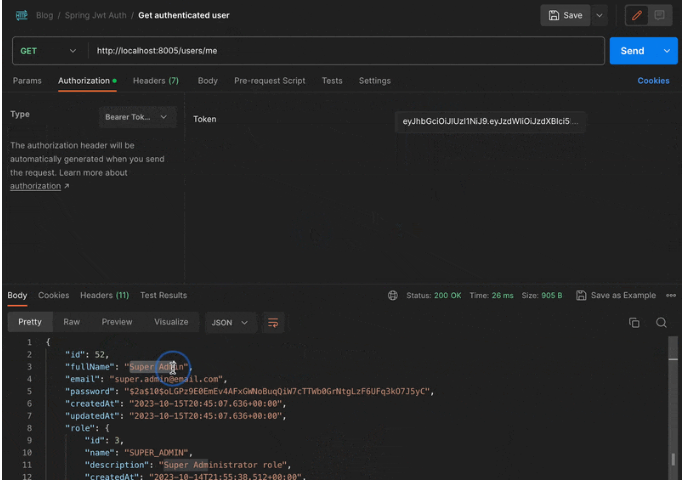 Blog / Spring Jwt Auth / Get authenticated user Save
GET http://localhost:8005/users/me Send
Params Authorization Headers (7) Body Pre-request Script Tests Settings Cookies
Type Bearer Tok... Token eyJhbGciOiJIUzI1NiJ9.eyJzdWIiOiJzdXBlci5...
The authorization header will be
automatically generated when you send
the request. Learn more about
authorization ↗
Body Cookies Headers (11) Test Results Status: 200 OK Time: 26 ms Size: 905 B Save as Example
Pretty Raw Preview Visualize JSON
1 {
2 "id": 52,
3 "fullName": "Super Admin",
4 "email": "super.admin@email.com",
5 "password": "$2a$10$oLGPz9E0EmEv4AFxGWNoBuqQiW7cTTWb0GrNtgLzF6UFq3kO7J5yC",
6 "createdAt": "2023-10-15T20:45:07.636+00:00",
7 "updatedAt": "2023-10-15T20:45:07.636+00:00",
8 "role": {
9 "id": 3,
10 "name": "SUPER_ADMIN",
11 "description": "Super Administrator role",
12 "createdAt": "2023-10-14T21:55:38.512+00:00",